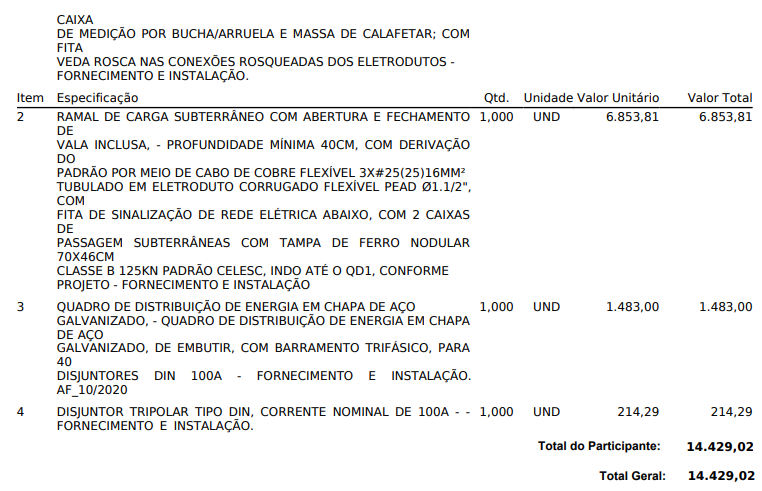 CAIXA
DE MEDIÇÃO POR BUCHA/ARRUELA E MASSA DE CALAFETAR; COM
FITA
VEDA ROSCA NAS CONEXÕES ROSQUEADAS DOS ELETRODUTOS -
FORNECIMENTO E INSTALAÇÃO.
Item Especificação Qtd. Unidade Valor Unitário Valor Total
2 RAMAL DE CARGA SUBTERRÂNEO COM ABERTURA E FECHAMENTO 1,000 UND 6.853,81 6.853,81
DE
VALA INCLUSA, - PROFUNDIDADE MÍNIMA 40CM, COM DERIVAÇÃO
DO
PADRÃO POR MEIO DE CABO DE COBRE FLEXÍVEL 3X#25(25)16MM²
TUBULADO EM ELETRODUTO CORRUGADO FLEXÍVEL PEAD Ø1.1/2",
COM
FITA DE SINALIZAÇÃO DE REDE ELÉTRICA ABAIXO, COM 2 CAIXAS
DE
PASSAGEM SUBTERRÂNEAS COM TAMPA DE FERRO NODULAR
70X46CM
CLASSE B 125KN PADRÃO CELESC, INDO ATÉ O QD1, CONFORME
PROJETO - FORNECIMENTO E INSTALAÇÃO
3 QUADRO DE DISTRIBUIÇÃO DE ENERGIA EM CHAPA DE AÇO 1,000 UND 1.483,00 1.483,00
GALVANIZADO, - QUADRO DE DISTRIBUIÇÃO DE ENERGIA EM CHAPA
DE AÇO
GALVANIZADO, DE EMBUTIR, COM BARRAMENTO TRIFÁSICO, PARA
40
DISJUNTORES DIN 100A - FORNECIMENTO E INSTALAÇÃO.
AF_10/2020
4 DISJUNTOR TRIPOLAR TIPO DIN, CORRENTE NOMINAL DE 100A - - 1,000 UND 214,29 214,29
FORNECIMENTO E INSTALAÇÃO.
Total do Participante: 14.429,02
Total Geral: 14.429,02